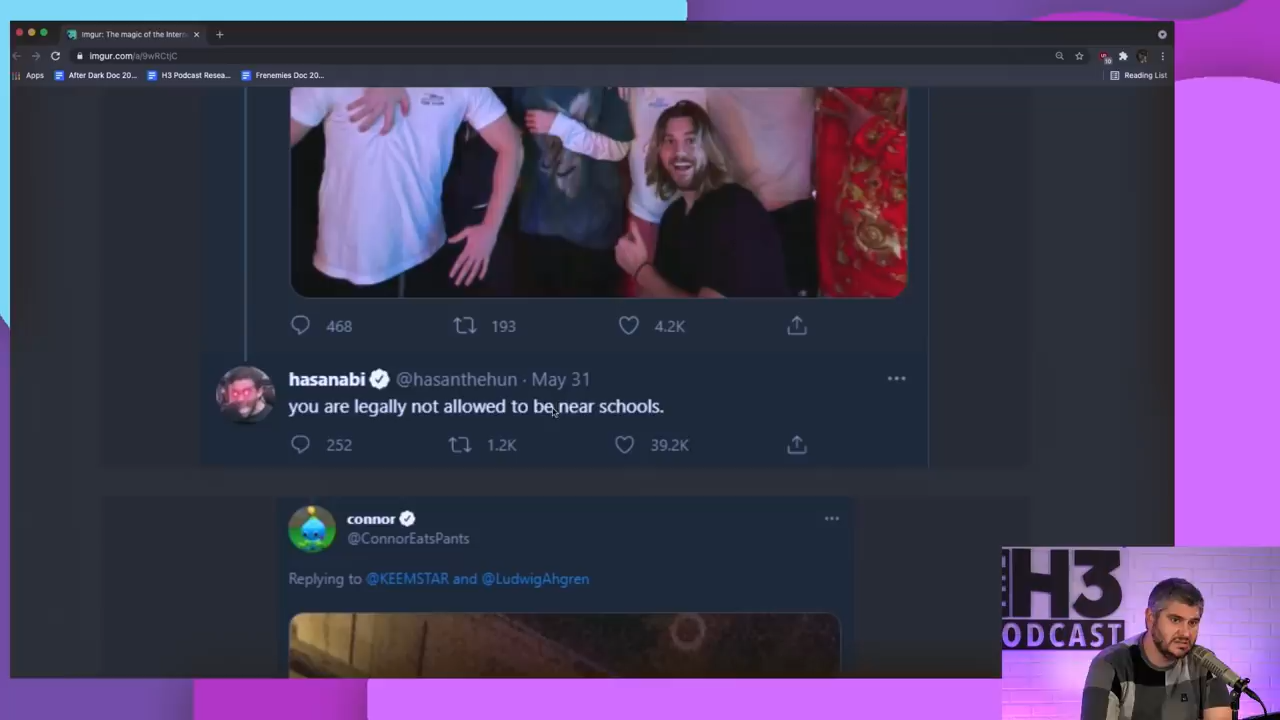 Imgur: The magic of the Intern
imgur.com/a/9wRCtjC
Apps
After Dark Doc 20...
H3 Podcast Resea...
Frenemies Doc 20...
Reading List
468
193
4.2K
hasanabi @hasanthehun · May 31
you are legally not allowed to be near schools.
252
1.2K
39.2K
connor
@ConnorEatsPants
Replying to @KEEMSTAR and @LudwigAhgren
H3
PODCAST